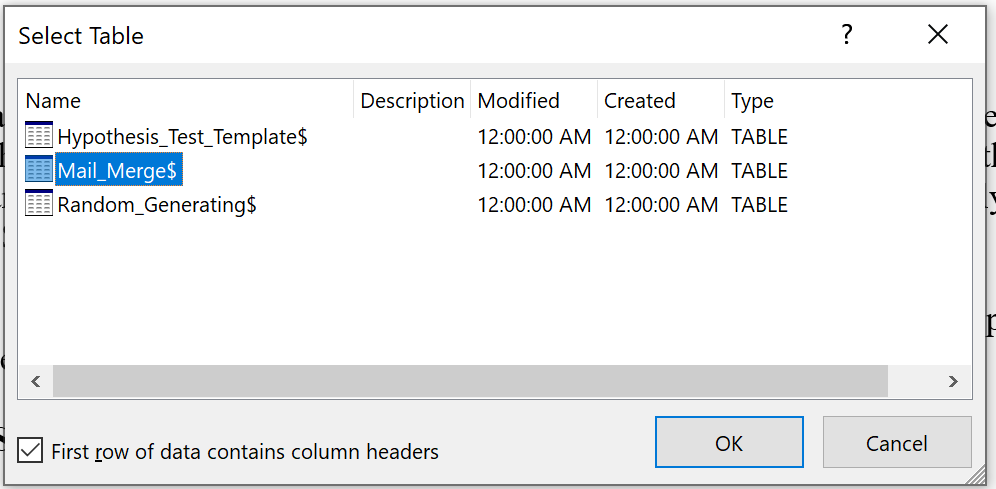 Select Table ?
Name Description Modified Created Type
Hypothesis_Test_Template$ 12:00:00 AM 12:00:00 AM TABLE
Mail_Merge$ 12:00:00 AM 12:00:00 AM TABLE
Random_Generating$ 12:00:00 AM 12:00:00 AM TABLE
First row of data contains column headers OK Cancel